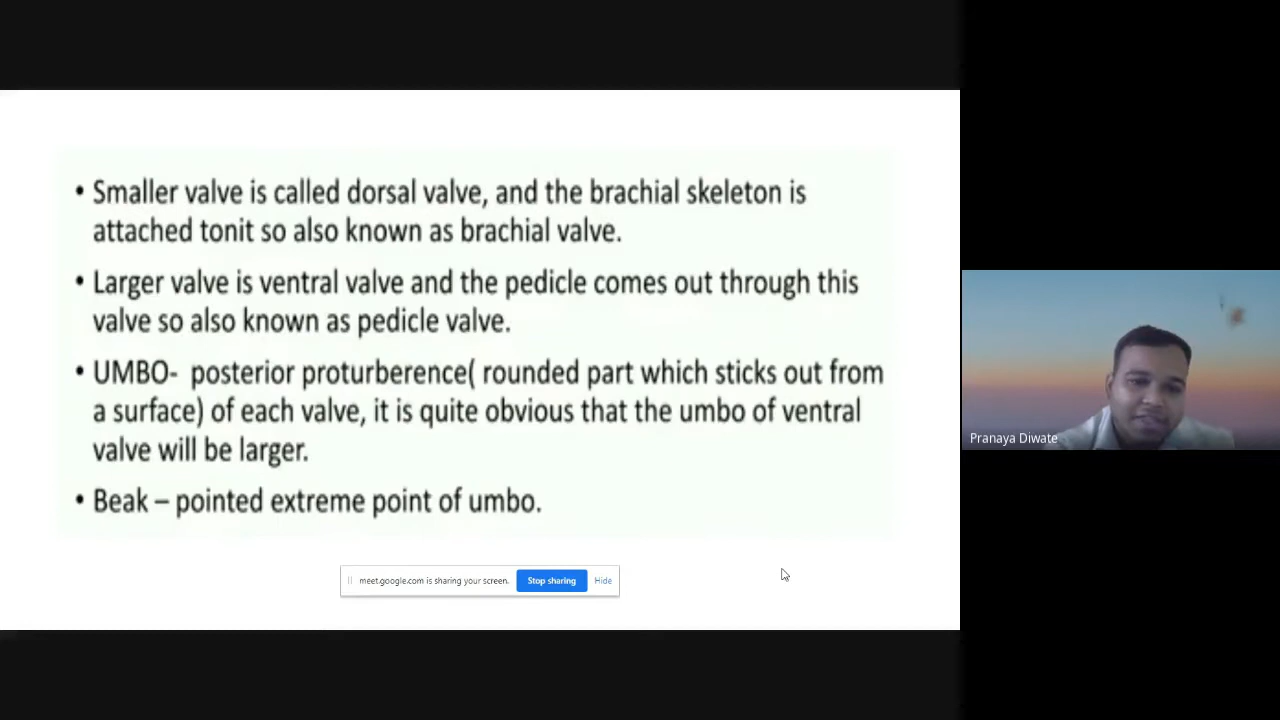 • Smaller valve is called dorsal valve, and the brachial skeleton is
attached tonit so also known as brachial valve.
• Larger valve is ventral valve and the pedicle comes out through this
valve so also known as pedicle valve.
• UMBO- posterior proturberence( rounded part which sticks out from
a surface) of each valve, it is quite obvious that the umbo of ventral
valve will be larger.
• Beak – pointed extreme point of umbo.
meet.google.com is sharing your screen. Stop sharing Hide
Pranaya Diwate